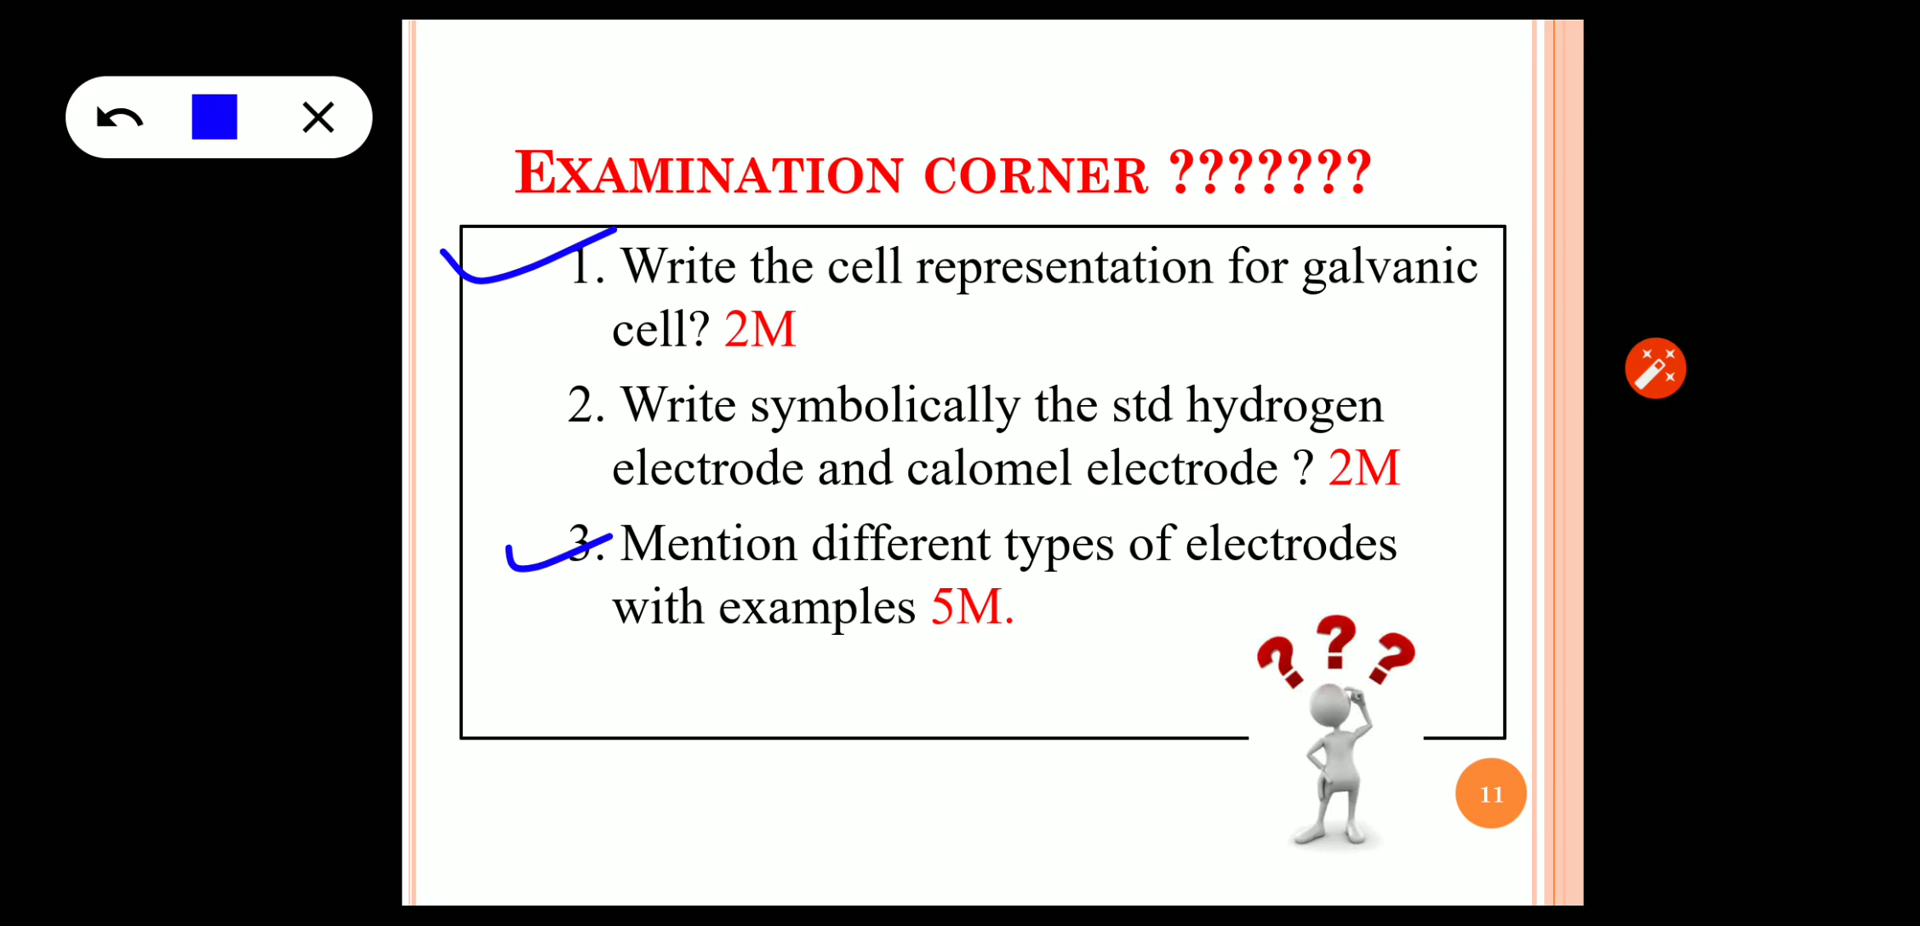 EXAMINATION CORNER ???????
1. Write the cell representation for galvanic
cell? 2M
2. Write symbolically the std hydrogen
electrode and calomel electrode ? 2M
3. Mention different types of electrodes
with examples 5M.
???
11